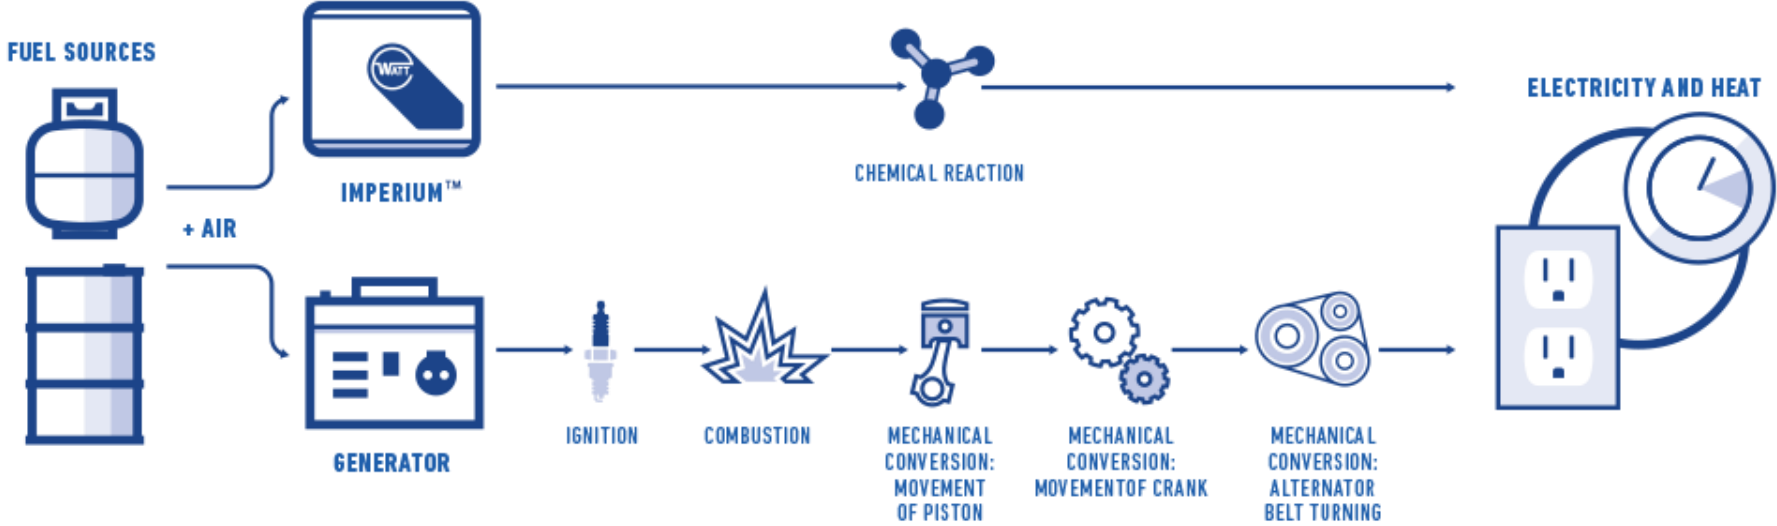 FUEL SOURCES
WATT
IMPERIUM™
+ AIR
CHEMICAL REACTION
ELECTRICITY AND HEAT
GENERATOR
IGNITION
COMBUSTION
MECHANICAL
CONVERSION:
MOVEMENT
OF PISTON
MECHANICAL
CONVERSION:
MOVEMENTOF CRANK
MECHANICAL
CONVERSION:
ALTERNATOR
BELT TURNING